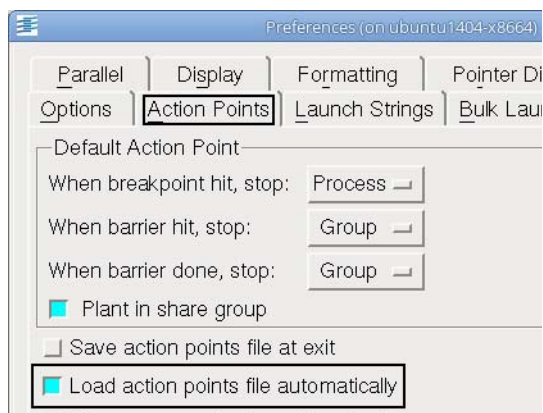 Preferences (on ubuntu1404-x8664)
Parallel Display Formatting Pointer
Options Action Points Launch Strings Bulk
Default Action Point
When breakpoint hit, stop: Process
When barrier hit, stop: Group
When barrier done, stop: Group
Plant in share group
Save action points file at exit
Load action points file automatically